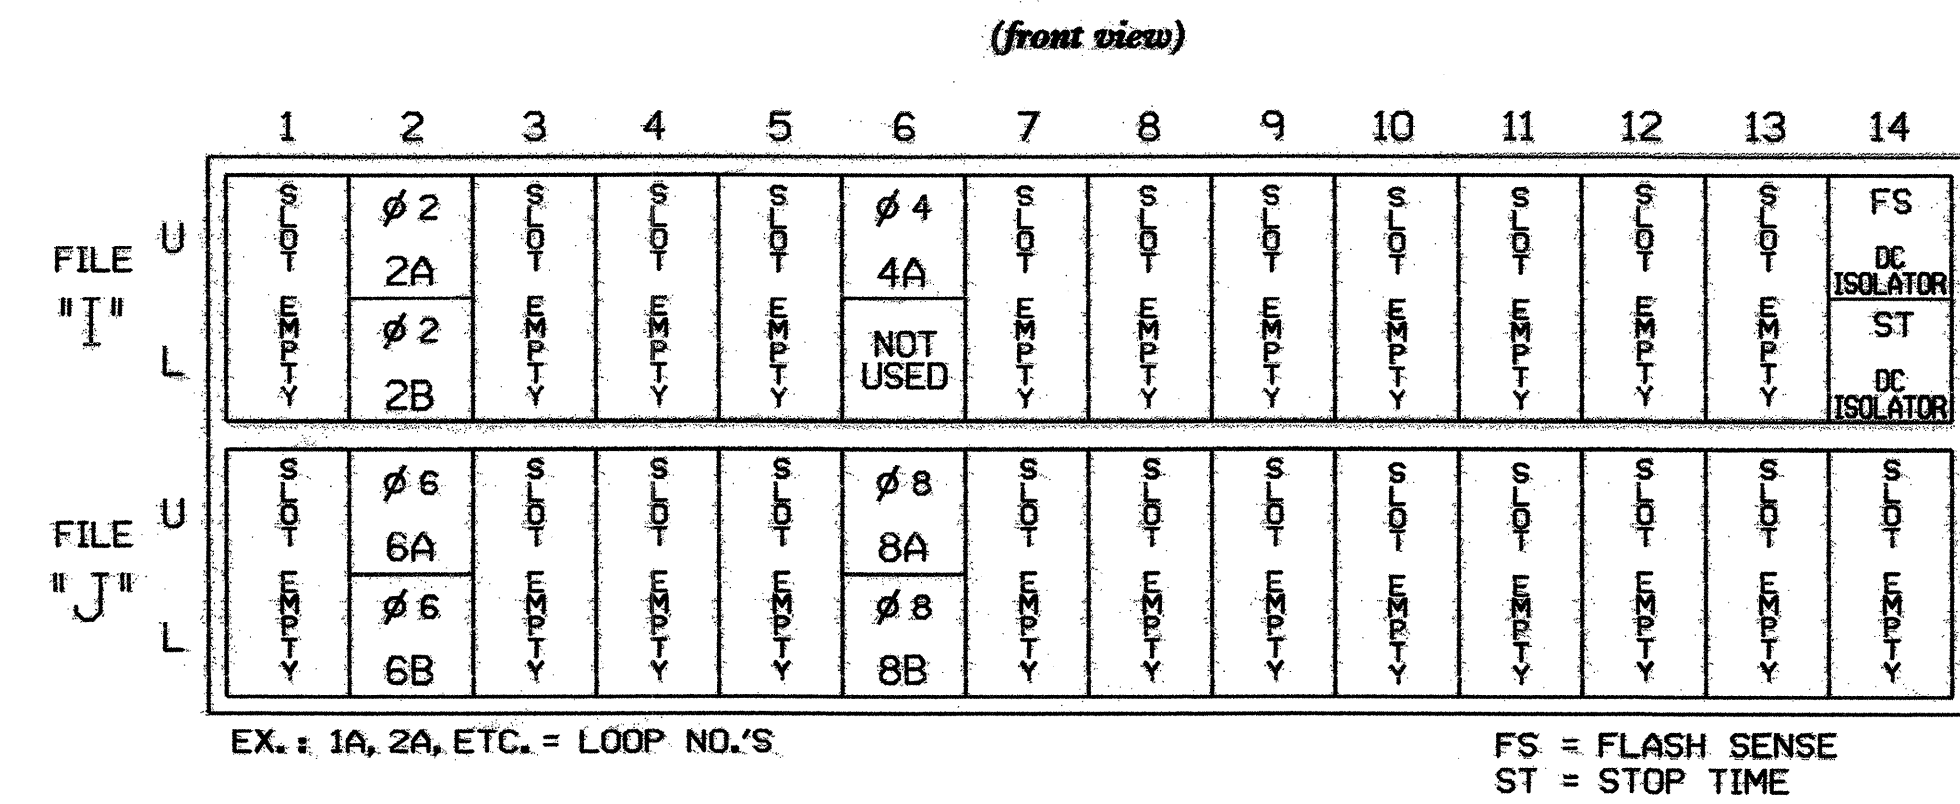 (front view)
1 2 3 4 5 6 7 8 9 10 11 12 13 14
FILE "I"
U
L
SLOT EMPTY
ø 2
2A
ø 2
2B
SLOT EMPTY
SLOT EMPTY
SLOT EMPTY
ø 4
4A
NOT
USED
SLOT EMPTY
SLOT EMPTY
SLOT EMPTY
SLOT EMPTY
SLOT EMPTY
SLOT EMPTY
SLOT EMPTY
FS
DC
ISOLATOR
ST
DC
ISOLATOR
FILE "J"
U
L
SLOT EMPTY
ø 6
6A
ø 6
6B
SLOT EMPTY
SLOT EMPTY
SLOT EMPTY
ø 8
8A
ø 8
8B
SLOT EMPTY
SLOT EMPTY
SLOT EMPTY
SLOT EMPTY
SLOT EMPTY
SLOT EMPTY
SLOT EMPTY
SLOT EMPTY
EX.: 1A, 2A, ETC. = LOOP NO.'S
FS = FLASH SENSE
ST = STOP TIME